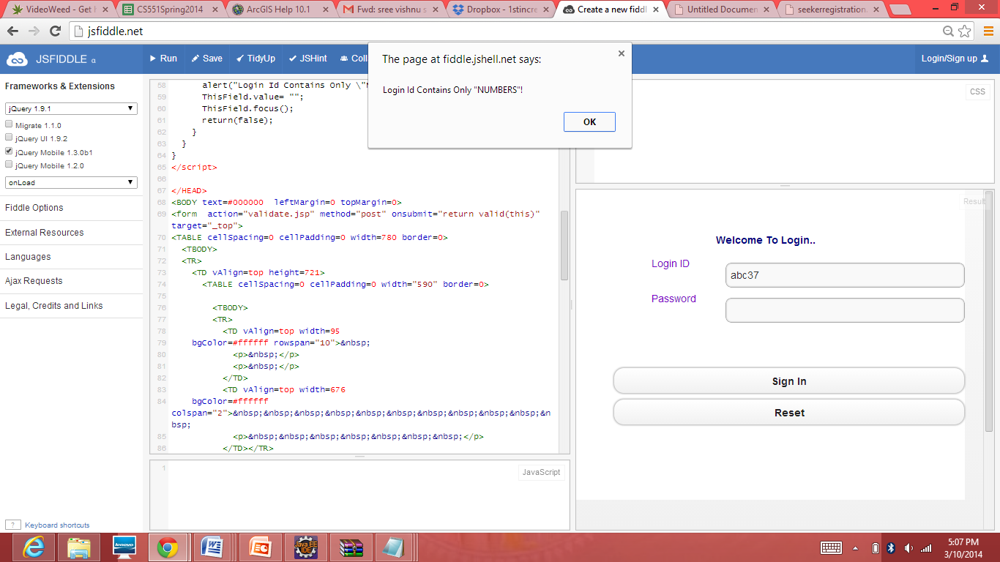 VideoWeed - Get H
CS551Spring2014
ArcGIS Help 10.1
Fwd: sree vishnu s
Dropbox - 1stincre
Create a new fiddl
Untitled Documen
seekerregistration.
jsfiddle.net
JSFIDDLE α
Run
Save
TidyUp
JSHint
Coll
Login/Sign up
The page at fiddle.jshell.net says:
Login Id Contains Only "NUMBERS"!
OK
Frameworks & Extensions
jQuery 1.9.1
Migrate 1.1.0
jQuery UI 1.9.2
jQuery Mobile 1.3.0b1
jQuery Mobile 1.2.0
onLoad
Fiddle Options
External Resources
Languages
Ajax Requests
Legal, Credits and Links
? Keyboard shortcuts
58 alert("Login Id Contains Only \"N
59 ThisField.value= "";
60 ThisField.focus();
61 return(false);
62 }
63 }
64 }
65 </script>
66
67 </HEAD>
68 <BODY text=#000000 leftMargin=0 topMargin=0>
69 <form action="validate.jsp" method="post" onsubmit="return valid(this)"
target="_top">
70 <TABLE cellSpacing=0 cellPadding=0 width=780 border=0>
71 <TBODY>
72 <TR>
73 <TD vAlign=top height=721>
74 <TABLE cellSpacing=0 cellPadding=0 width="590" border=0>
75
76 <TBODY>
77 <TR>
78 <TD vAlign=top width=95
79 bgColor=#ffffff rowspan="10">&nbsp;
80 <p>&nbsp;</p>
81 <p>&nbsp;</p>
82 </TD>
83 <TD vAlign=top width=676
84 bgColor=#ffffff
colspan="2">&nbsp;&nbsp;&nbsp;&nbsp;&nbsp;&nbsp;&nbsp;&nbsp;&nbsp;&nbsp;&n
bsp;
85 <p>&nbsp;&nbsp;&nbsp;&nbsp;&nbsp;&nbsp;&nbsp;</p>
86 </TD></TR>
1
JavaScript
CSS
Result
Welcome To Login..
Login ID
abc37
Password
Sign In
Reset
lenovo
Java EE
IDE
5:07 PM
3/10/2014